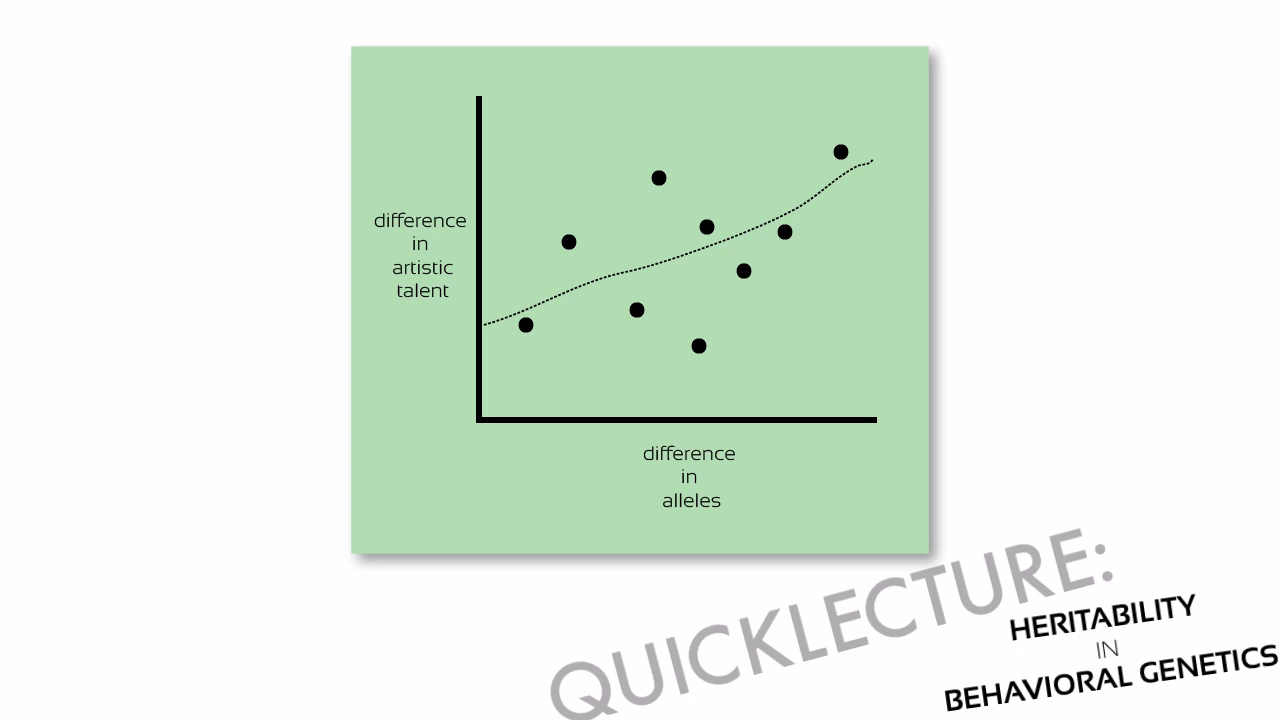 difference
in
artistic
talent
difference
in
alleles
QUICKLECTURE:
HERITABILITY
IN
BEHAVIORAL GENETICS